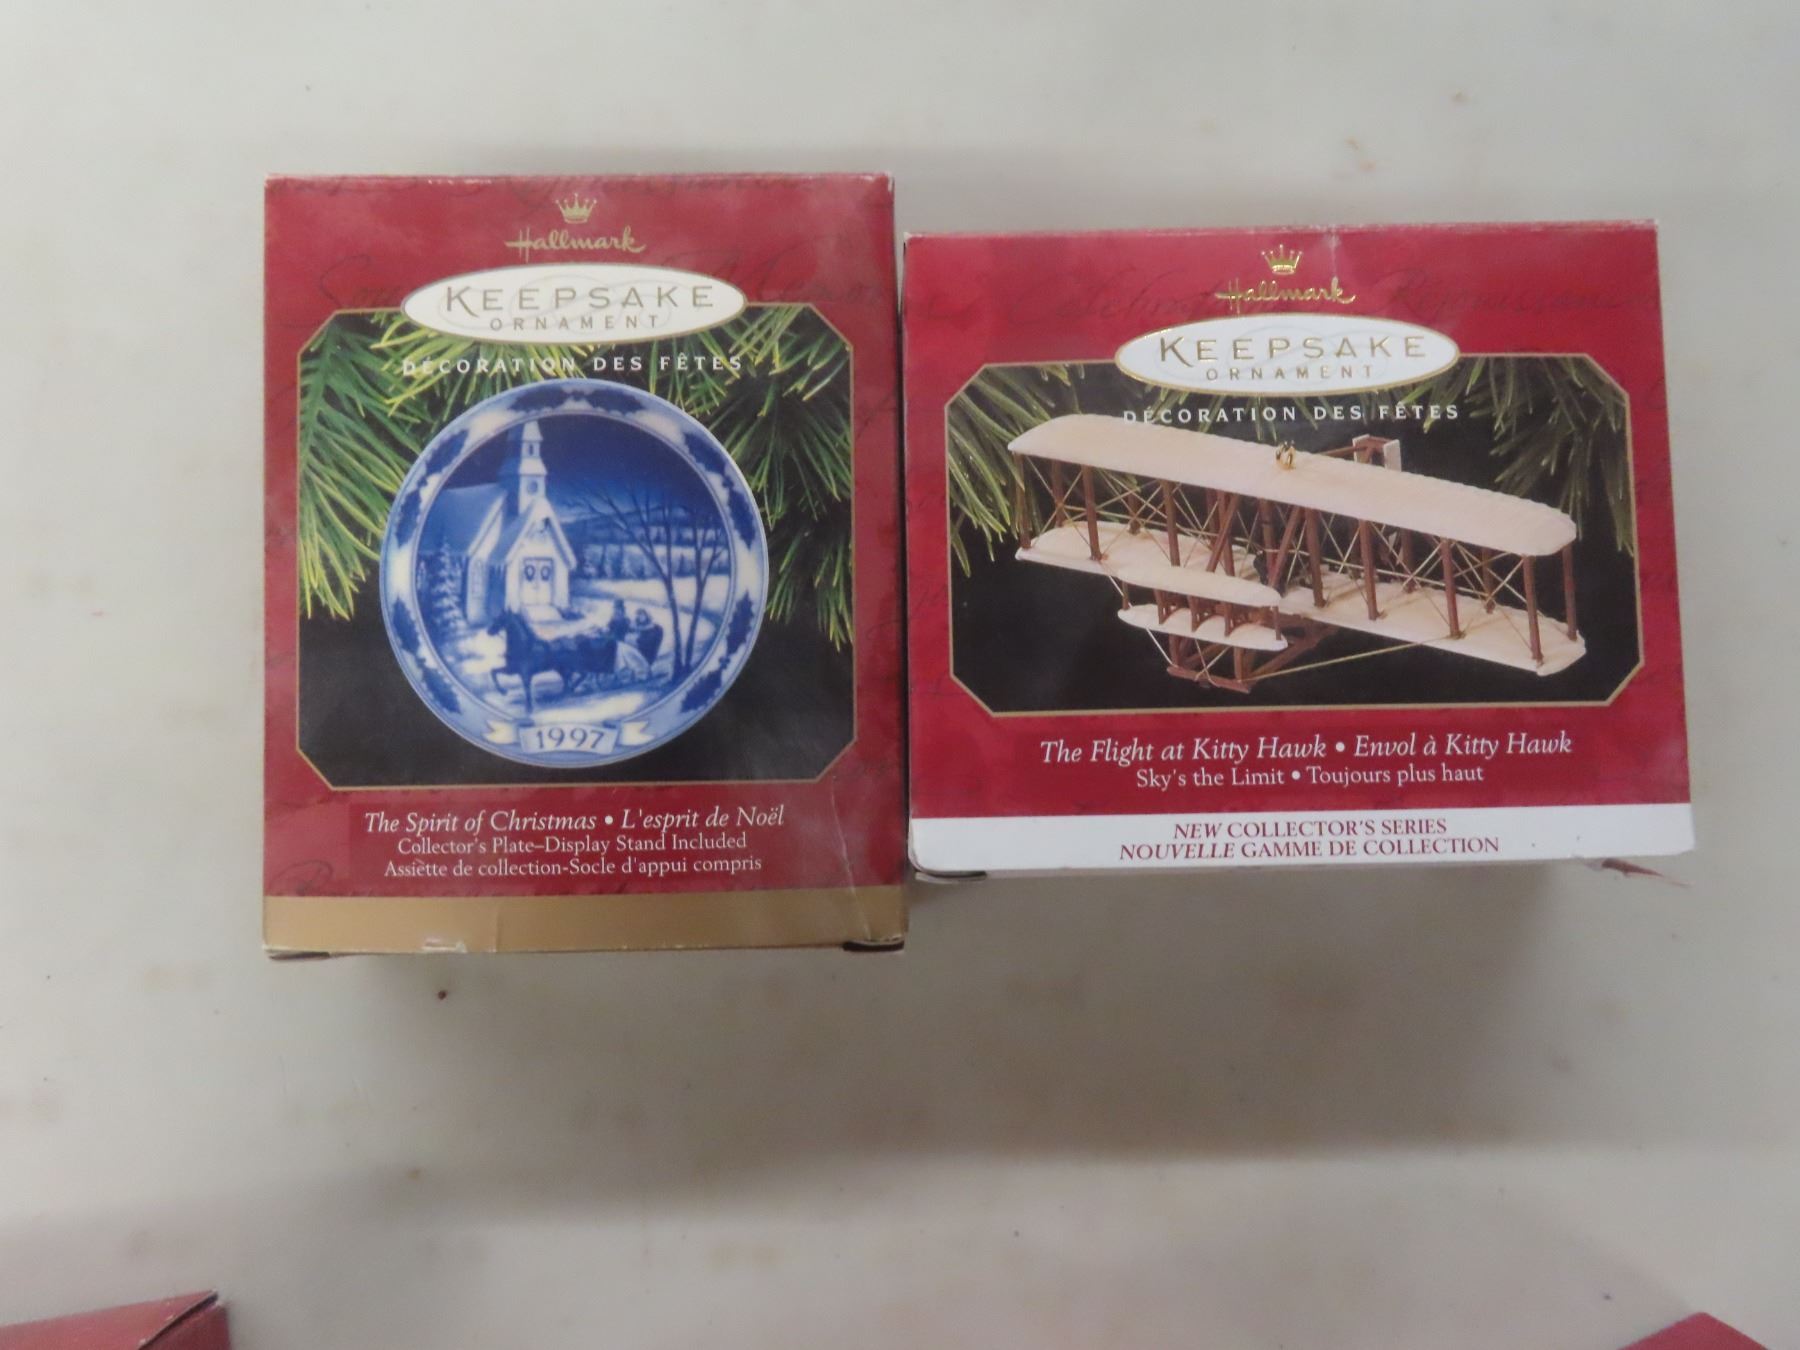 Hallmark
KEEPSAKE
ORNAMENT
DÉCORATION DES FÊTES
1997
The Spirit of Christmas • L'esprit de Noël
Collector's Plate–Display Stand Included
Assiette de collection-Socle d'appui compris
Hallmark
KEEPSAKE
ORNAMENT
DÉCORATION DES FÊTES
The Flight at Kitty Hawk • Envol à Kitty Hawk
Sky's the Limit • Toujours plus haut
NEW COLLECTOR'S SERIES
NOUVELLE GAMME DE COLLECTION